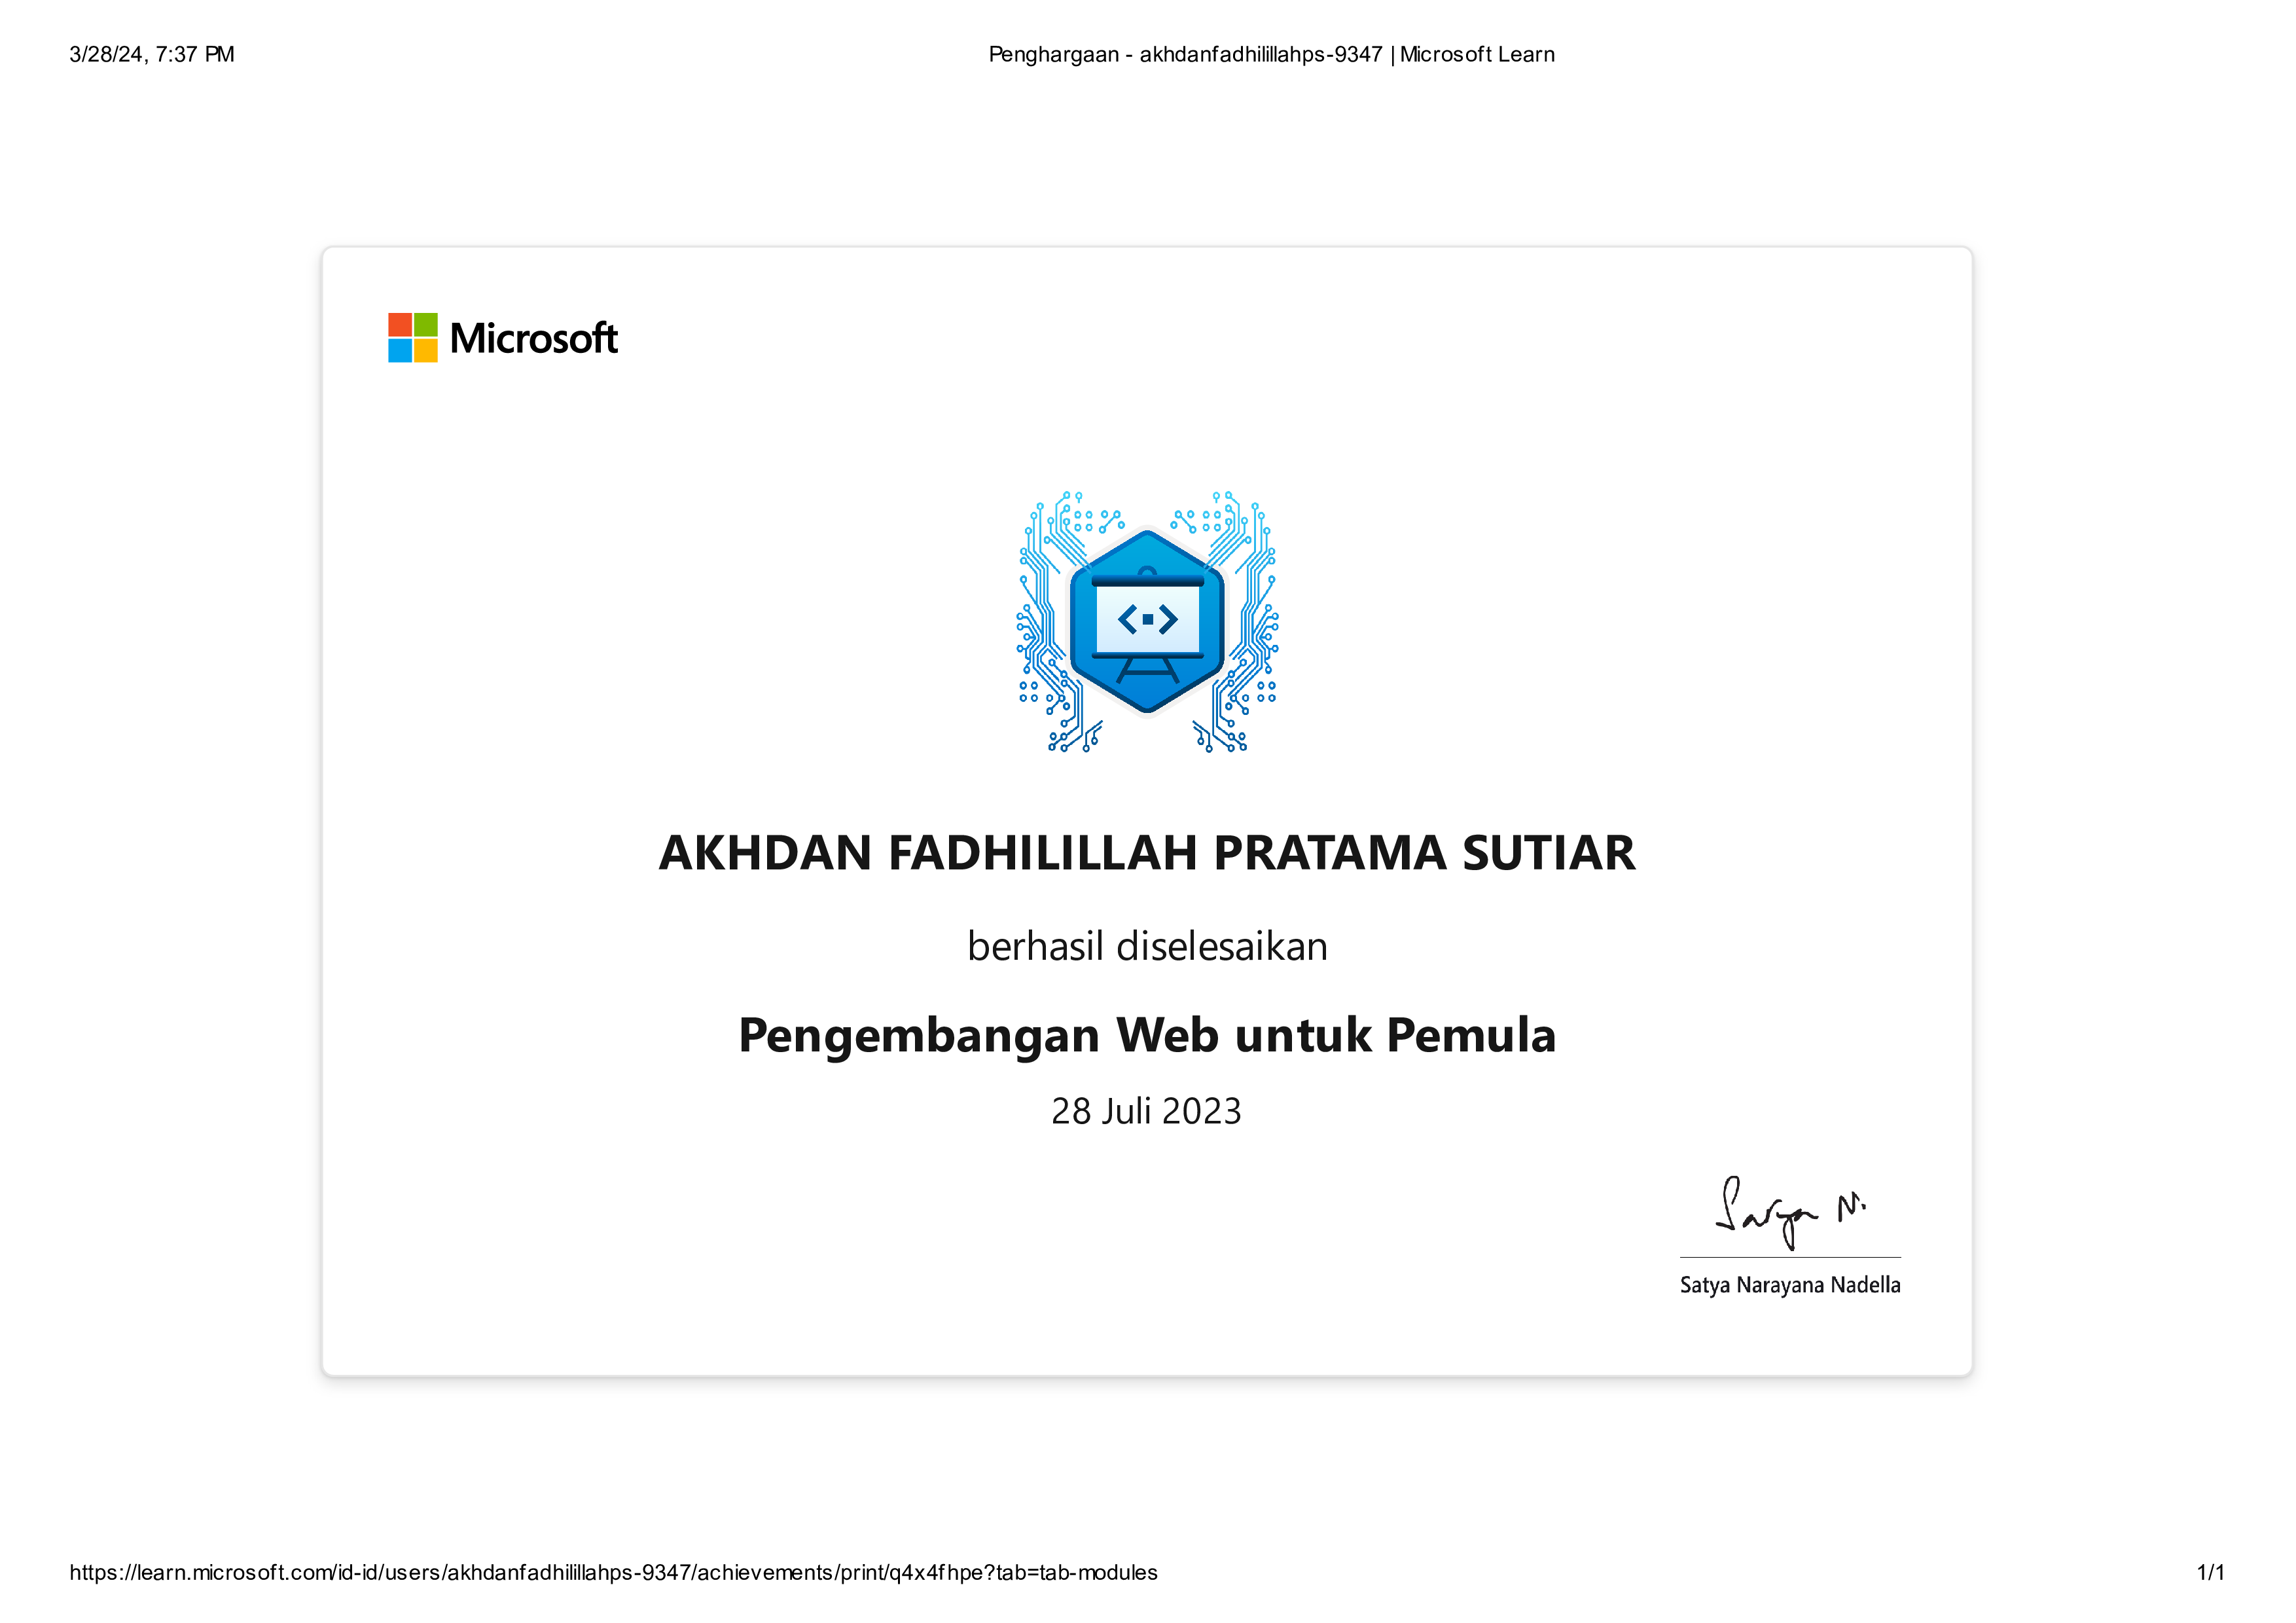 3/28/24, 7:37 PM
Penghargaan - akhdanfadhilillahps-9347 | Microsoft Learn
Microsoft
AKHDAN FADHILILLAH PRATAMA SUTIAR
berhasil diselesaikan
Pengembangan Web untuk Pemula
28 Juli 2023
Satya N.
Satya Narayana Nadella
https://learn.microsoft.com/id-id/users/akhdanfadhilillahps-9347/achievements/print/q4x4fhpe?tab=tab-modules
1/1